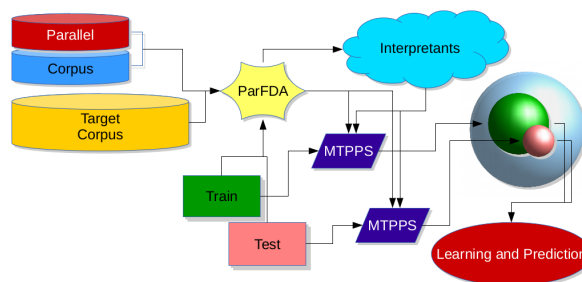 Parallel
Corpus
Target
Corpus
ParFDA
Interpretants
MTPPS
Train
MTPPS
Test
Learning and Prediction